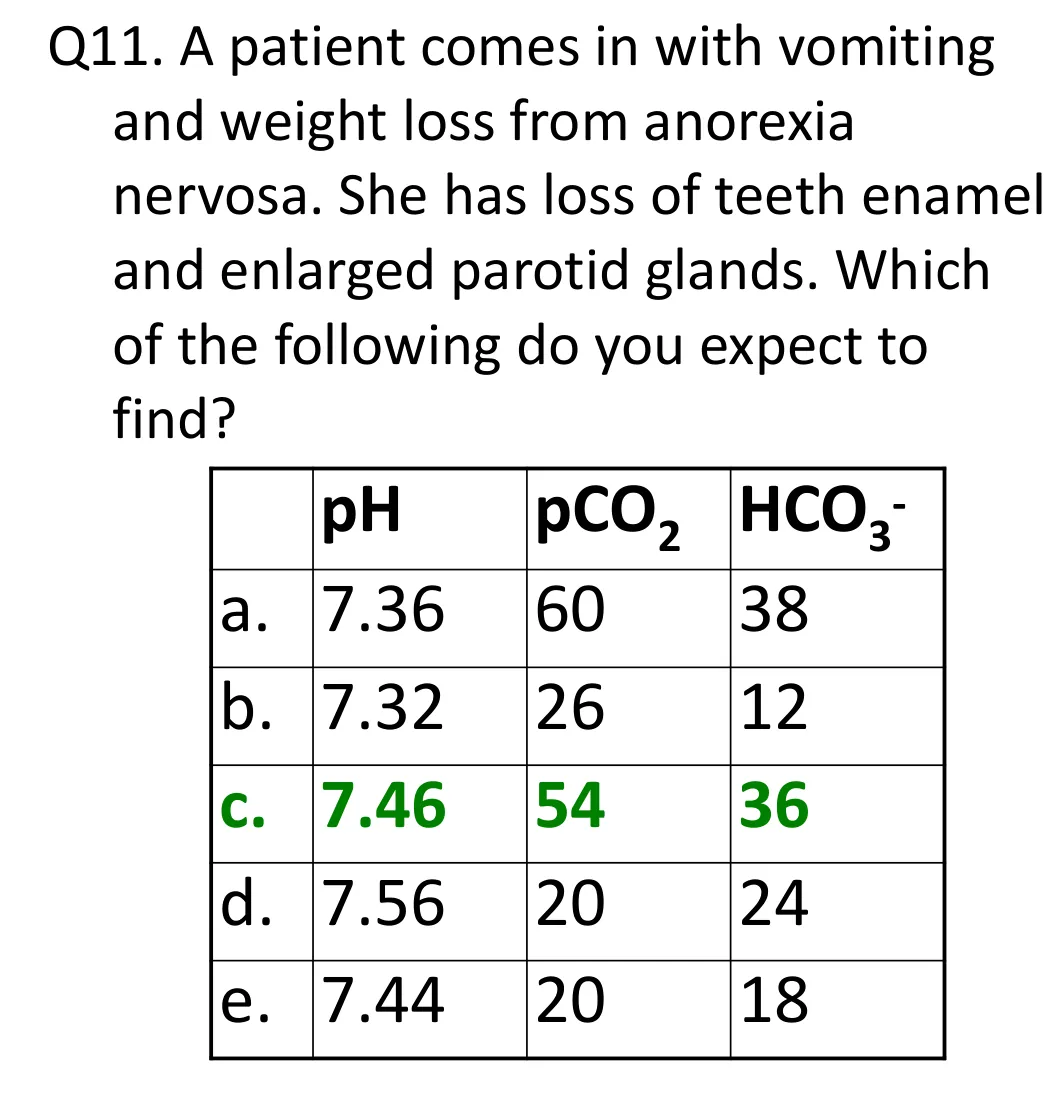 Q11. A patient comes in with vomiting
and weight loss from anorexia
nervosa. She has loss of teeth enamel
and enlarged parotid glands. Which
of the following do you expect to
find?
pH pCO₂ HCO₃⁻
a. 7.36 60 38
b. 7.32 26 12
c. 7.46 54 36
d. 7.56 20 24
e. 7.44 20 18